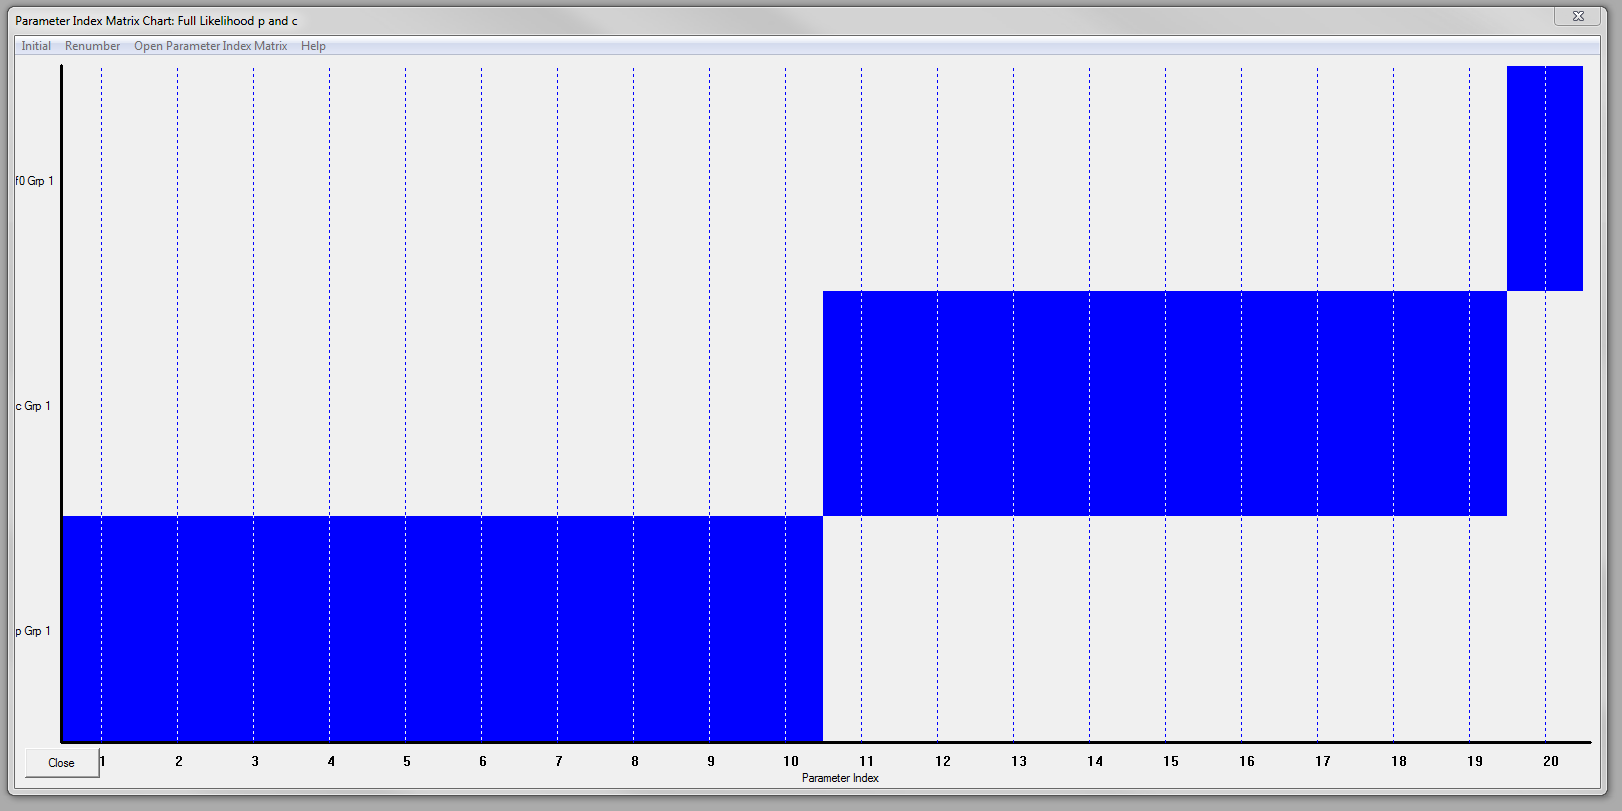 Parameter Index Matrix Chart: Full Likelihood p and c
Initial Renumber Open Parameter Index Matrix Help
f0 Grp 1
c Grp 1
p Grp 1
Close 1 2 3 4 5 6 7 8 9 10 11 12 13 14 15 16 17 18 19 20
Parameter Index